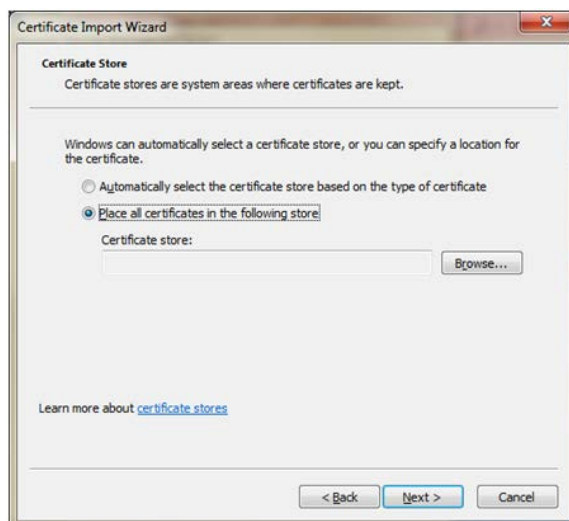 Certificate Import Wizard
Certificate Store
Certificate stores are system areas where certificates are kept.
Windows can automatically select a certificate store, or you can specify a location for
the certificate.
Automatically select the certificate store based on the type of certificate
Place all certificates in the following store
Certificate store:
Browse...
Learn more about certificate stores
< Back
Next >
Cancel